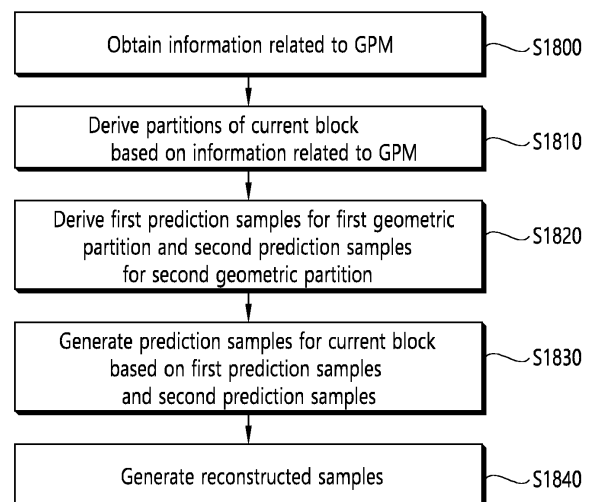 Obtain information related to GPM
S1800
Derive partitions of current block
based on information related to GPM
S1810
Derive first prediction samples for first geometric
partition and second prediction samples
for second geometric partition
S1820
Generate prediction samples for current block
based on first prediction samples
and second prediction samples
S1830
Generate reconstructed samples
S1840